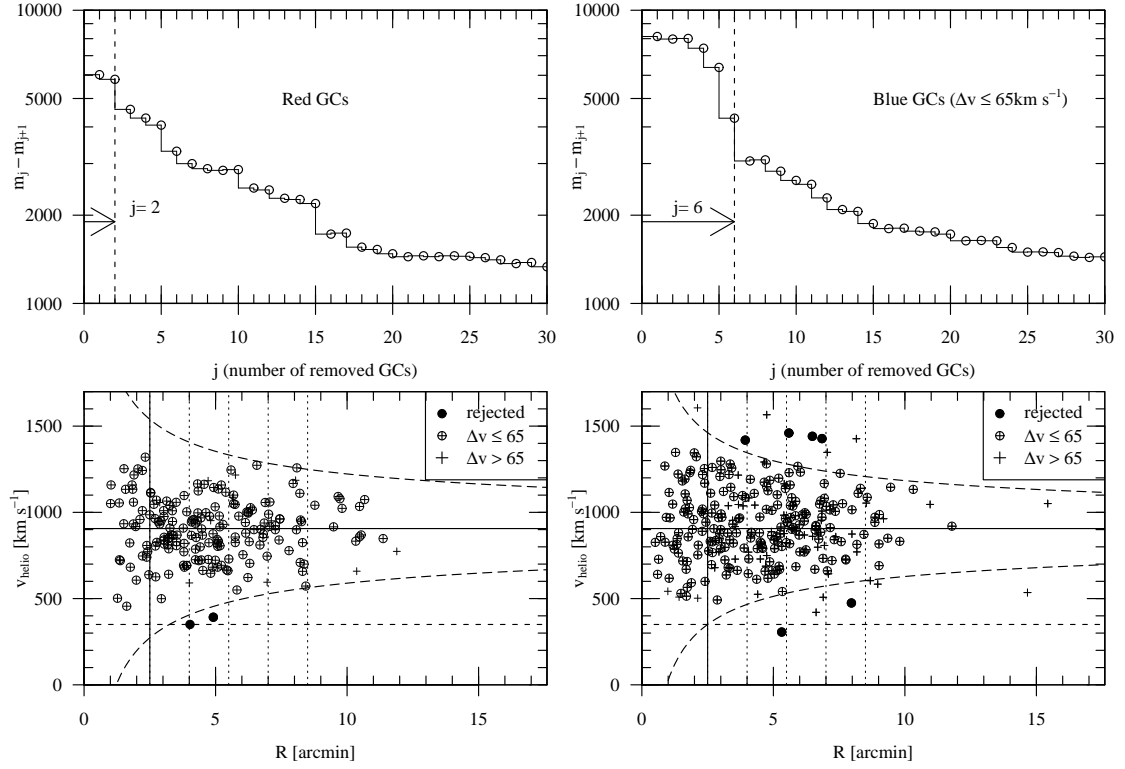 10000
5000
2000
1000
m_j − m_{j+1}
Red GCs
j= 2
0 5 10 15 20 25 30
j (number of removed GCs)
10000
5000
2000
1000
m_j − m_{j+1}
Blue GCs (Δv ≤ 65km s⁻¹)
j= 6
0 5 10 15 20 25 30
j (number of removed GCs)
1500
1000
500
0
v_helio [km s⁻¹]
rejected
Δv ≤ 65
Δv > 65
0 5 10 15
R [arcmin]
1500
1000
500
0
v_helio [km s⁻¹]
rejected
Δv ≤ 65
Δv > 65
0 5 10 15
R [arcmin]